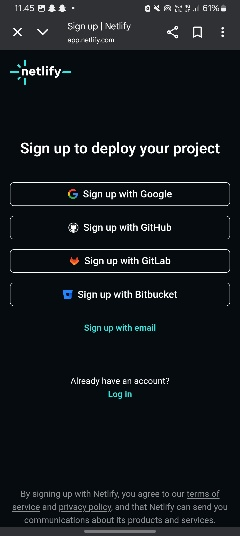 11.45
61%
Sign up | Netlify
app.netlify.com
netlify
Sign up to deploy your project
Sign up with Google
Sign up with GitHub
Sign up with GitLab
Sign up with Bitbucket
Sign up with email
Already have an account?
Log in
By signing up with Netlify, you agree to our terms of
service and privacy policy, and that Netlify can send you
communications about its products and services.